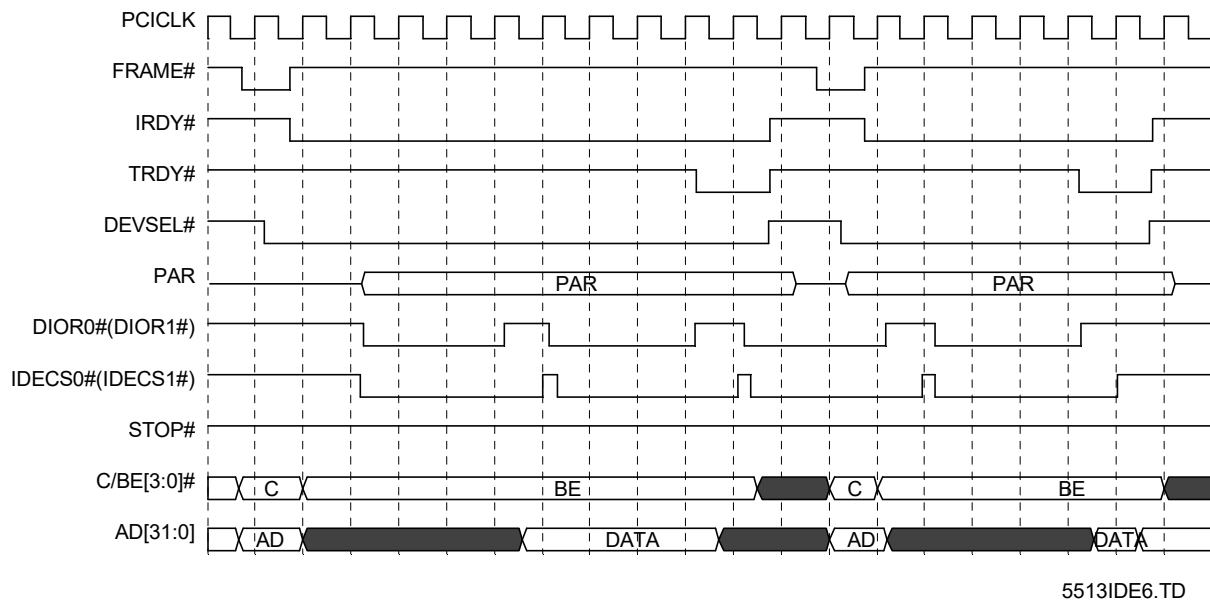 PCICLK
FRAME#
IRDY#
TRDY#
DEVSEL#
PAR PAR PAR
DIOR0#(DIOR1#)
IDECS0#(IDECS1#)
STOP#
C/BE[3:0]# C BE C BE
AD[31:0] AD DATA AD DATA
5513IDE6.TD